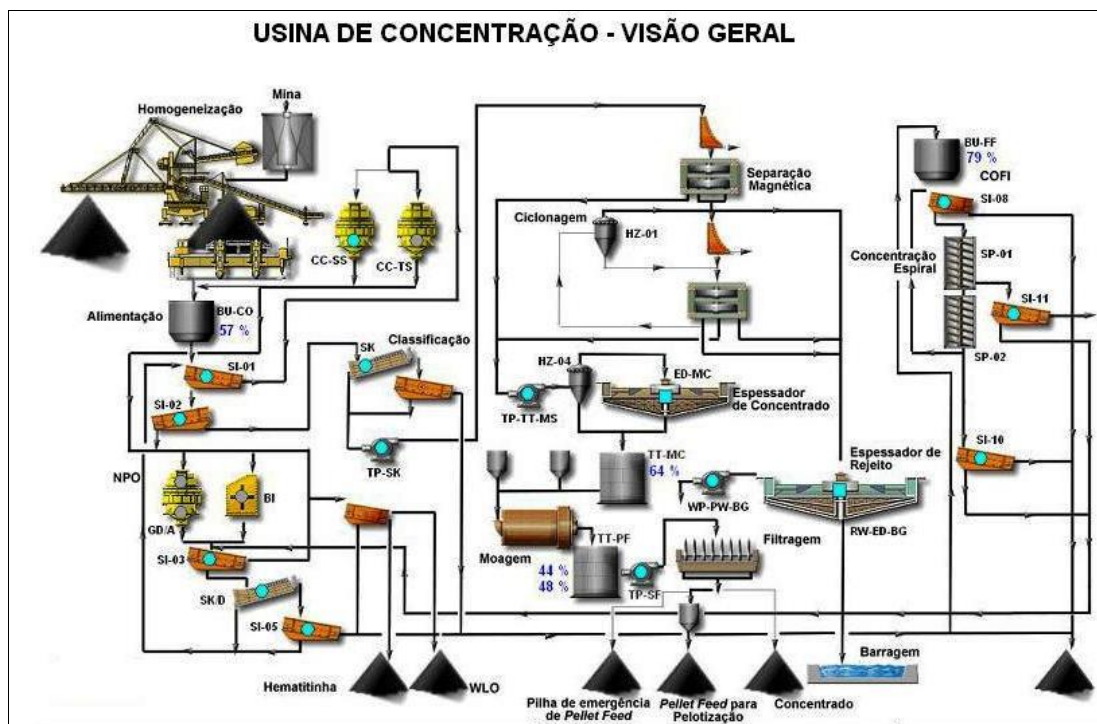 USINA DE CONCENTRAÇÃO - VISÃO GERAL
Mina
Homogeneização
BU-FF
79 %
COFI
SI-08
Separação
Magnética
Ciclonagem
HZ-01
CC-SS
CC-TS
Concentração
Espiral
SP-01
SI-11
SP-02
Alimentação
BU-CO
57 %
Classificação
SK
SI-01
SI-02
HZ-04
ED-MC
Espessador
de Concentrado
TP-TT-MS
TP-SK
TT-MC
64 %
Espessador de
Rejeito
SI-10
NPO
BI
GD/A
WP-PW-BG
RW-ED-BG
Moagem
TT-PF
44 %
48 %
TP-SF
Filtragem
SI-03
SK/D
SI-05
Hematitinha
WLO
Pilha de emergência
de Pellet Feed
Pellet Feed para
Pelotização
Concentrado
Barragem